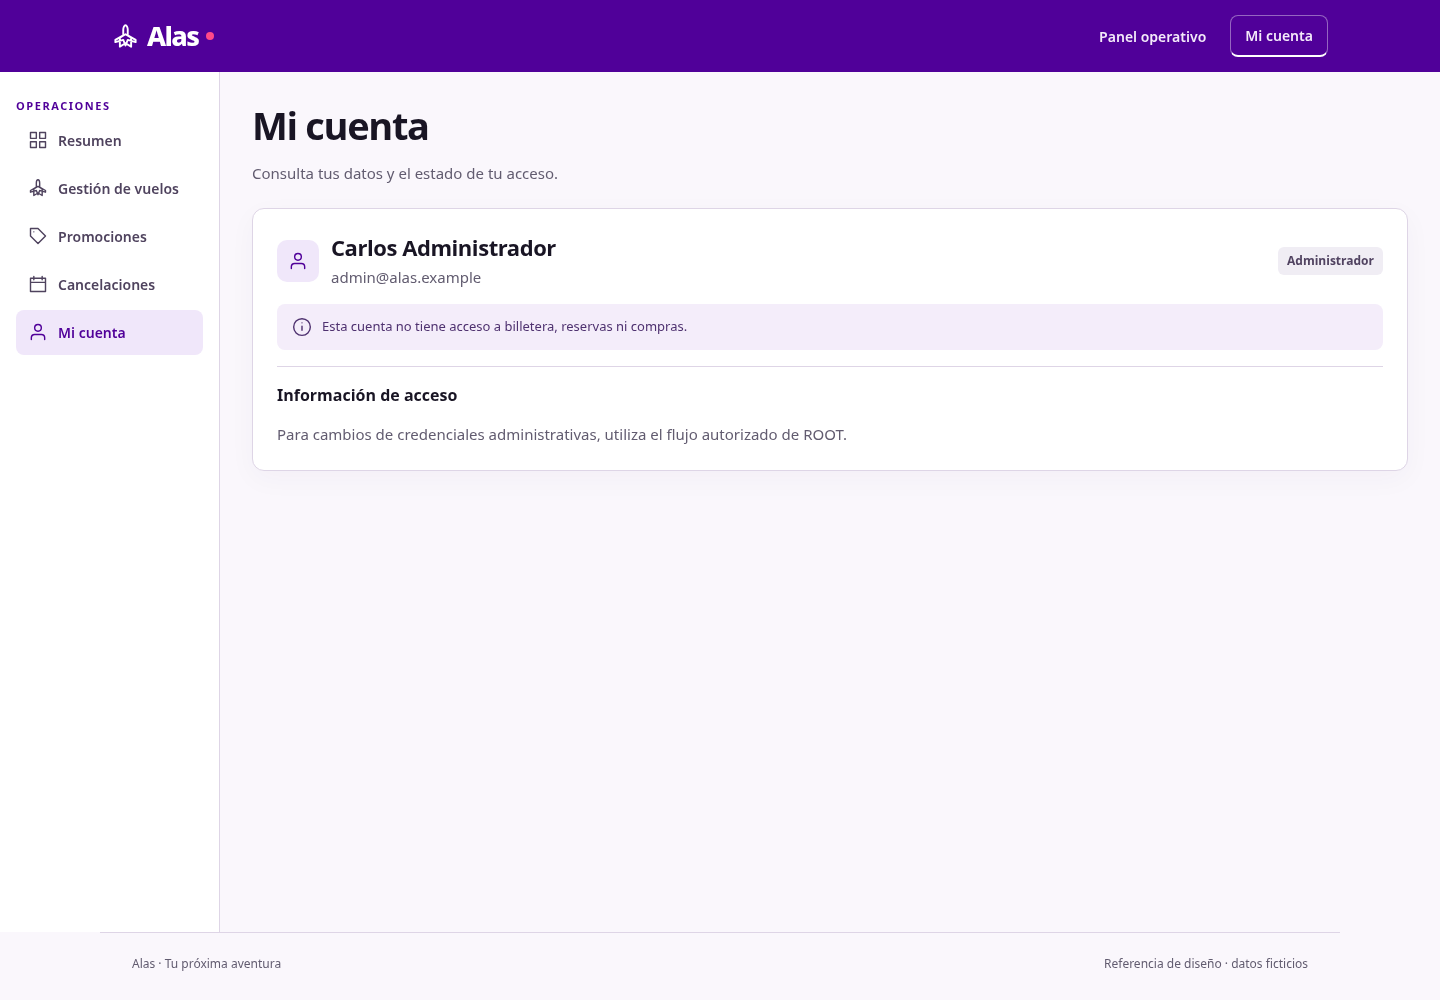 Alas
Panel operativo
Mi cuenta
OPERACIONES
Resumen
Gestión de vuelos
Promociones
Cancelaciones
Mi cuenta
Mi cuenta
Consulta tus datos y el estado de tu acceso.
Carlos Administrador
admin@alas.example
Administrador
Esta cuenta no tiene acceso a billetera, reservas ni compras.
Información de acceso
Para cambios de credenciales administrativas, utiliza el flujo autorizado de ROOT.
Alas · Tu próxima aventura
Referencia de diseño · datos ficticios